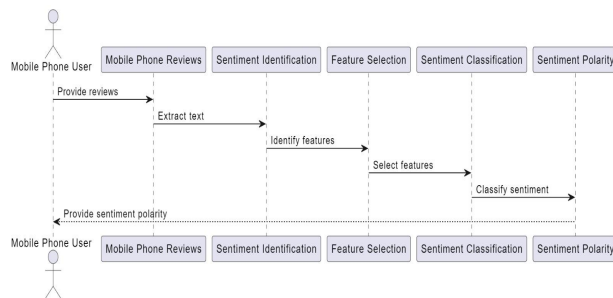 Mobile Phone User
Mobile Phone Reviews
Sentiment Identification
Feature Selection
Sentiment Classification
Sentiment Polarity
Provide reviews
Extract text
Identify features
Select features
Classify sentiment
Provide sentiment polarity
Mobile Phone User
Mobile Phone Reviews
Sentiment Identification
Feature Selection
Sentiment Classification
Sentiment Polarity